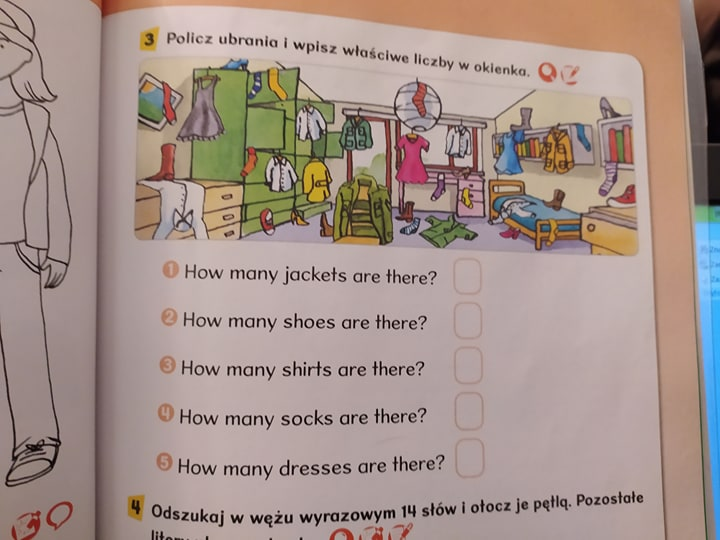 3 Policz ubrania i wpisz właściwe liczby w okienka.
1 How many jackets are there?
2 How many shoes are there?
3 How many shirts are there?
4 How many socks are there?
5 How many dresses are there?
4 Odszukaj w wężu wyrazowym 14 słów i otocz je pętlą. Pozostałe